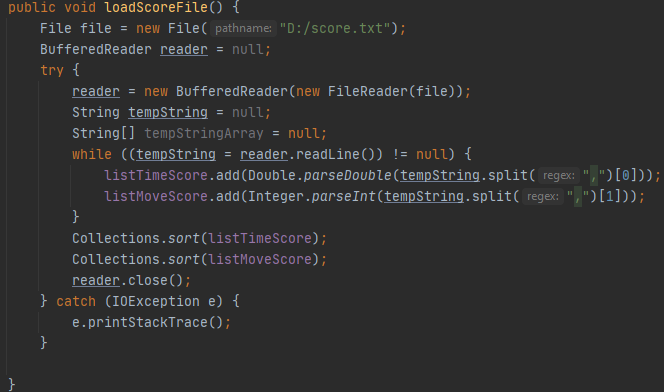 public void loadScoreFile() {
    File file = new File( pathname: "D:/score.txt");
    BufferedReader reader = null;
    try {
        reader = new BufferedReader(new FileReader(file));
        String tempString = null;
        String[] tempStringArray = null;
        while ((tempString = reader.readLine()) != null) {
            listTimeScore.add(Double.parseDouble(tempString.split( regex: ",")[0]));
            listMoveScore.add(Integer.parseInt(tempString.split( regex: ",")[1]));
        }
        Collections.sort(listTimeScore);
        Collections.sort(listMoveScore);
        reader.close();
    } catch (IOException e) {
        e.printStackTrace();
    }
}